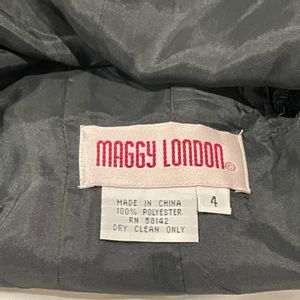 MAGGY LONDON©
MADE IN CHINA
100% POLYESTER
RN 58142
DRY CLEAN ONLY
4